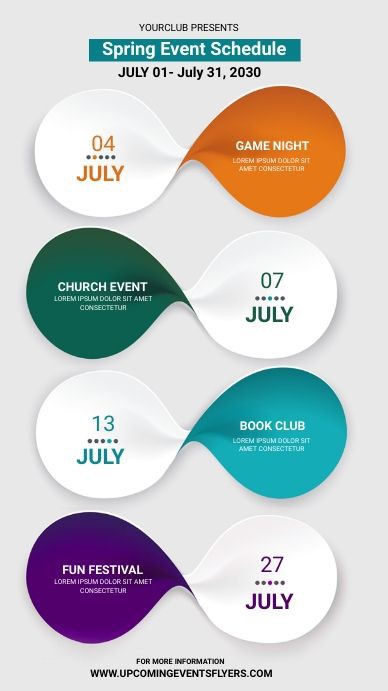 YOURCLUB PRESENTS
Spring Event Schedule
JULY 01- July 31, 2030
04
JULY
GAME NIGHT
LOREM IPSUM DOLOR SIT
AMET CONSECTETUR
CHURCH EVENT
LOREM IPSUM DOLOR SIT AMET
CONSECTETUR
07
JULY
13
JULY
BOOK CLUB
LOREM IPSUM DOLOR SIT
AMET CONSECTETUR
FUN FESTIVAL
LOREM IPSUM DOLOR SIT AMET
CONSECTETUR
27
JULY
FOR MORE INFORMATION
WWW.UPCOMINGEVENTSFLYERS.COM